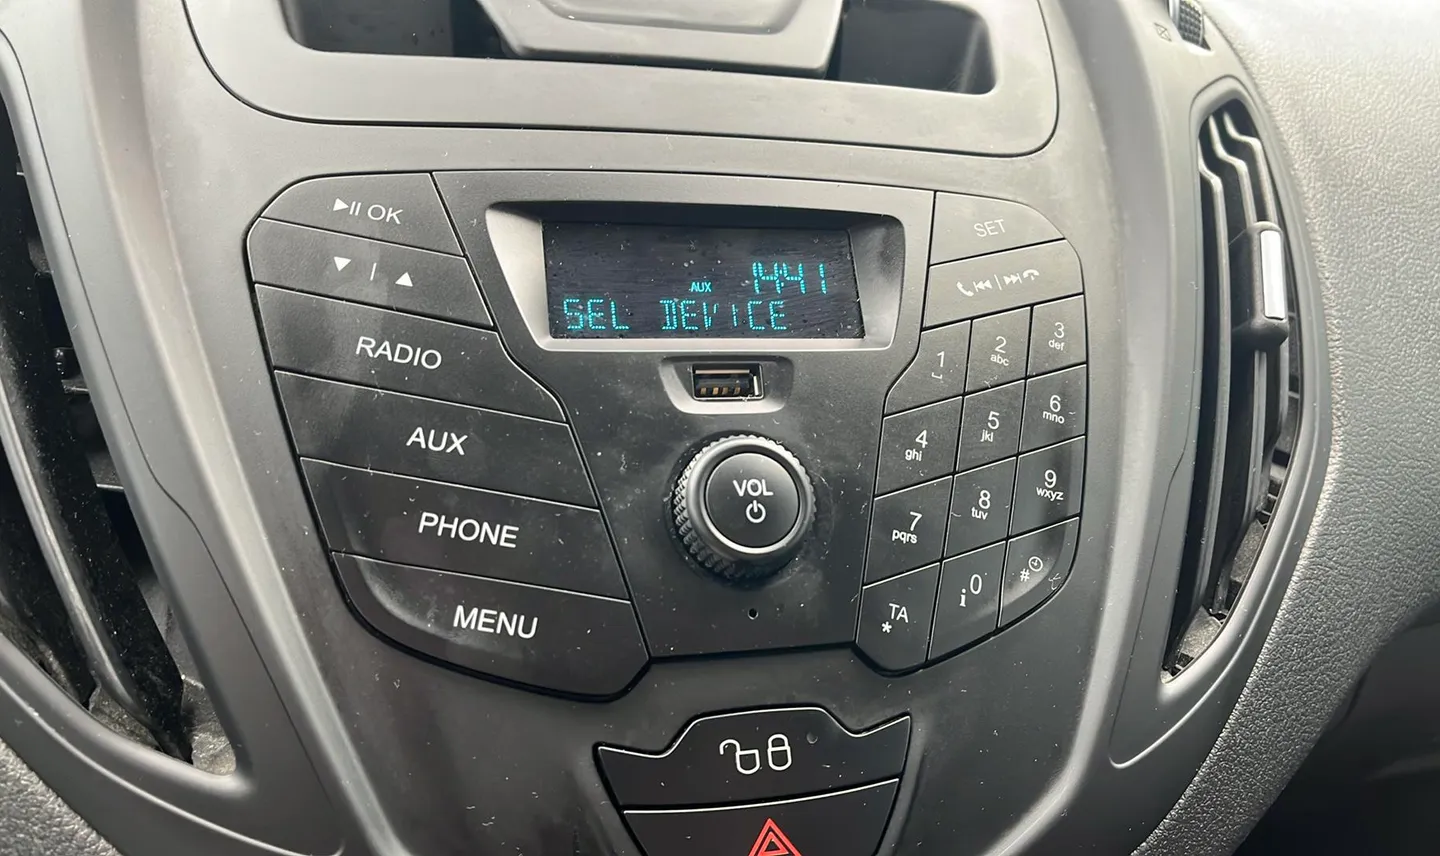 OK
SET
AUX 14:41
SEL DEVICE
RADIO
AUX
PHONE
MENU
VOL
1
2
abc
3
def
4
ghi
5
jkl
6
mno
7
pqrs
8
tuv
9
wxyz
TA
*
i 0
#